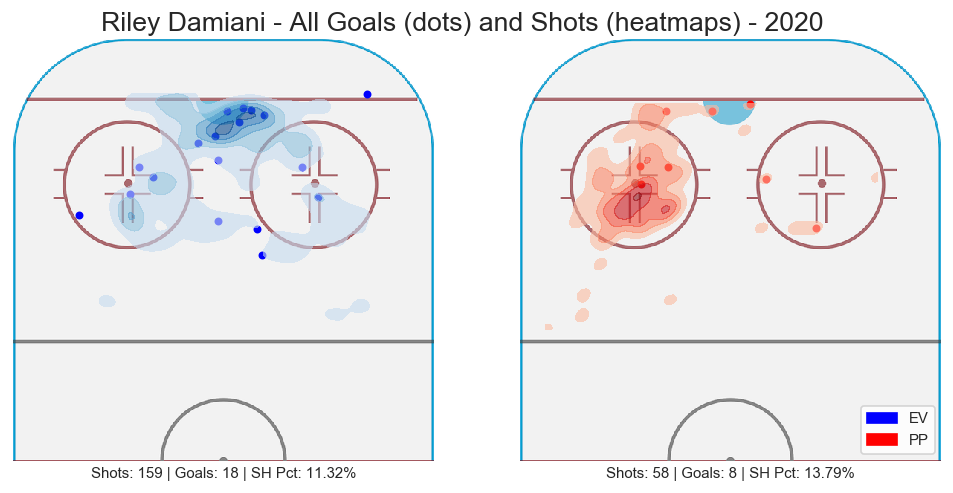 Riley Damiani - All Goals (dots) and Shots (heatmaps) - 2020
EV
PP
Shots: 159 | Goals: 18 | SH Pct: 11.32%
Shots: 58 | Goals: 8 | SH Pct: 13.79%